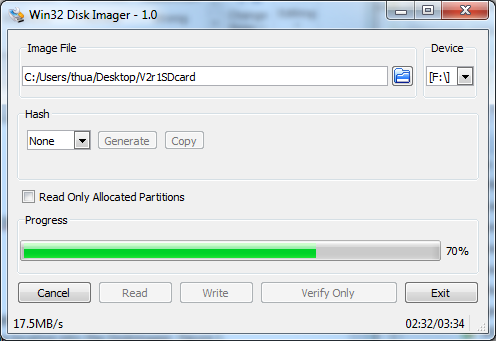 Win32 Disk Imager - 1.0
Image File
Device
C:/Users/thua/Desktop/V2r1SDcard
[F:\]
Hash
None
Generate
Copy
Read Only Allocated Partitions
Progress
70%
Cancel
Read
Write
Verify Only
Exit
17.5MB/s
02:32/03:34